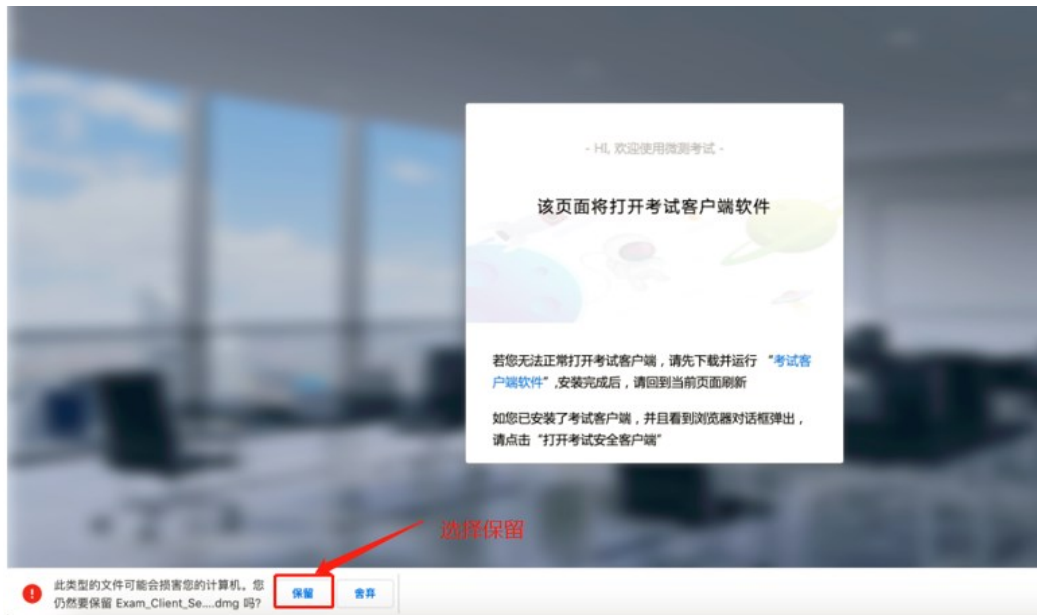 - HI, 欢迎使用微测考试 -
该页面将打开考试客户端软件
若您无法正常打开考试客户端，请先下载并运行 “考试客
户端软件”,安装完成后，请回到当前页面刷新
如您已安装了考试客户端，并且看到浏览器对话框弹出，
请点击“打开考试安全客户端”
选择保留
此类型的文件可能会损害您的计算机。您
仍然要保留 Exam_Client_Se....dmg 吗?
保留
舍弃